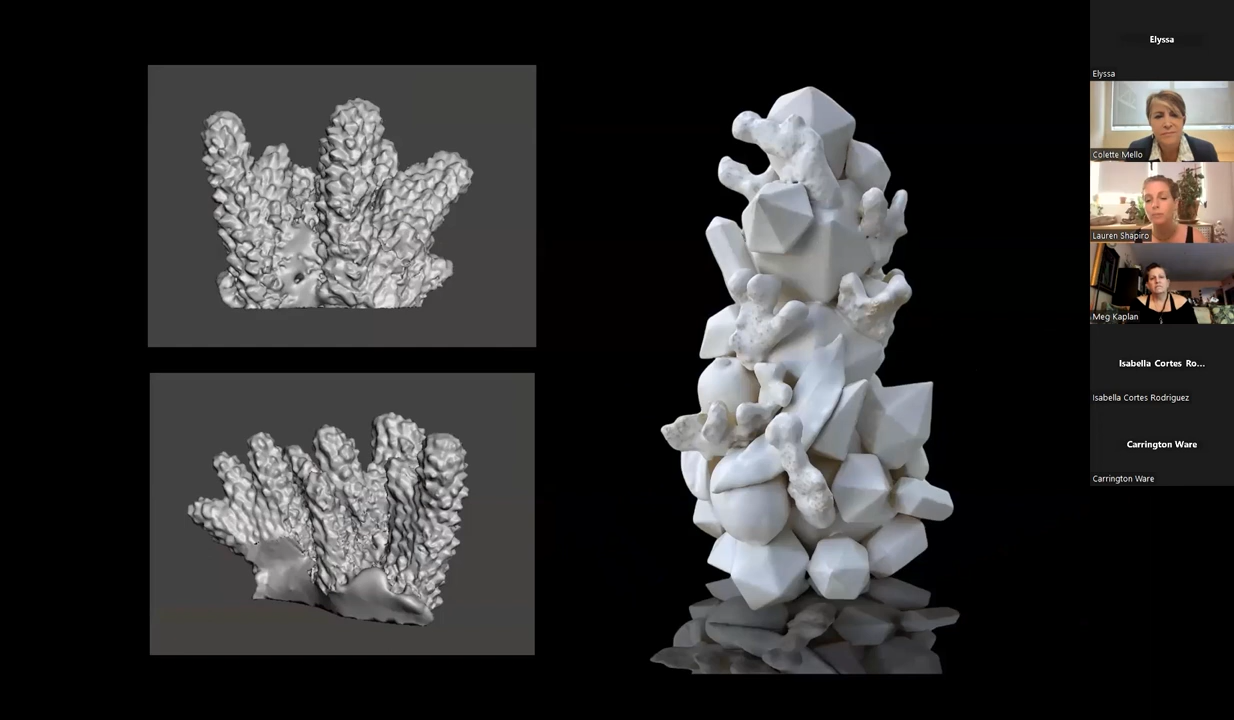 Elyssa
Elyssa
Colette Mello
Lauren Shapiro
Meg Kaplan
Isabella Cortes Ro...
Isabella Cortes Rodriguez
Carrington Ware
Carrington Ware